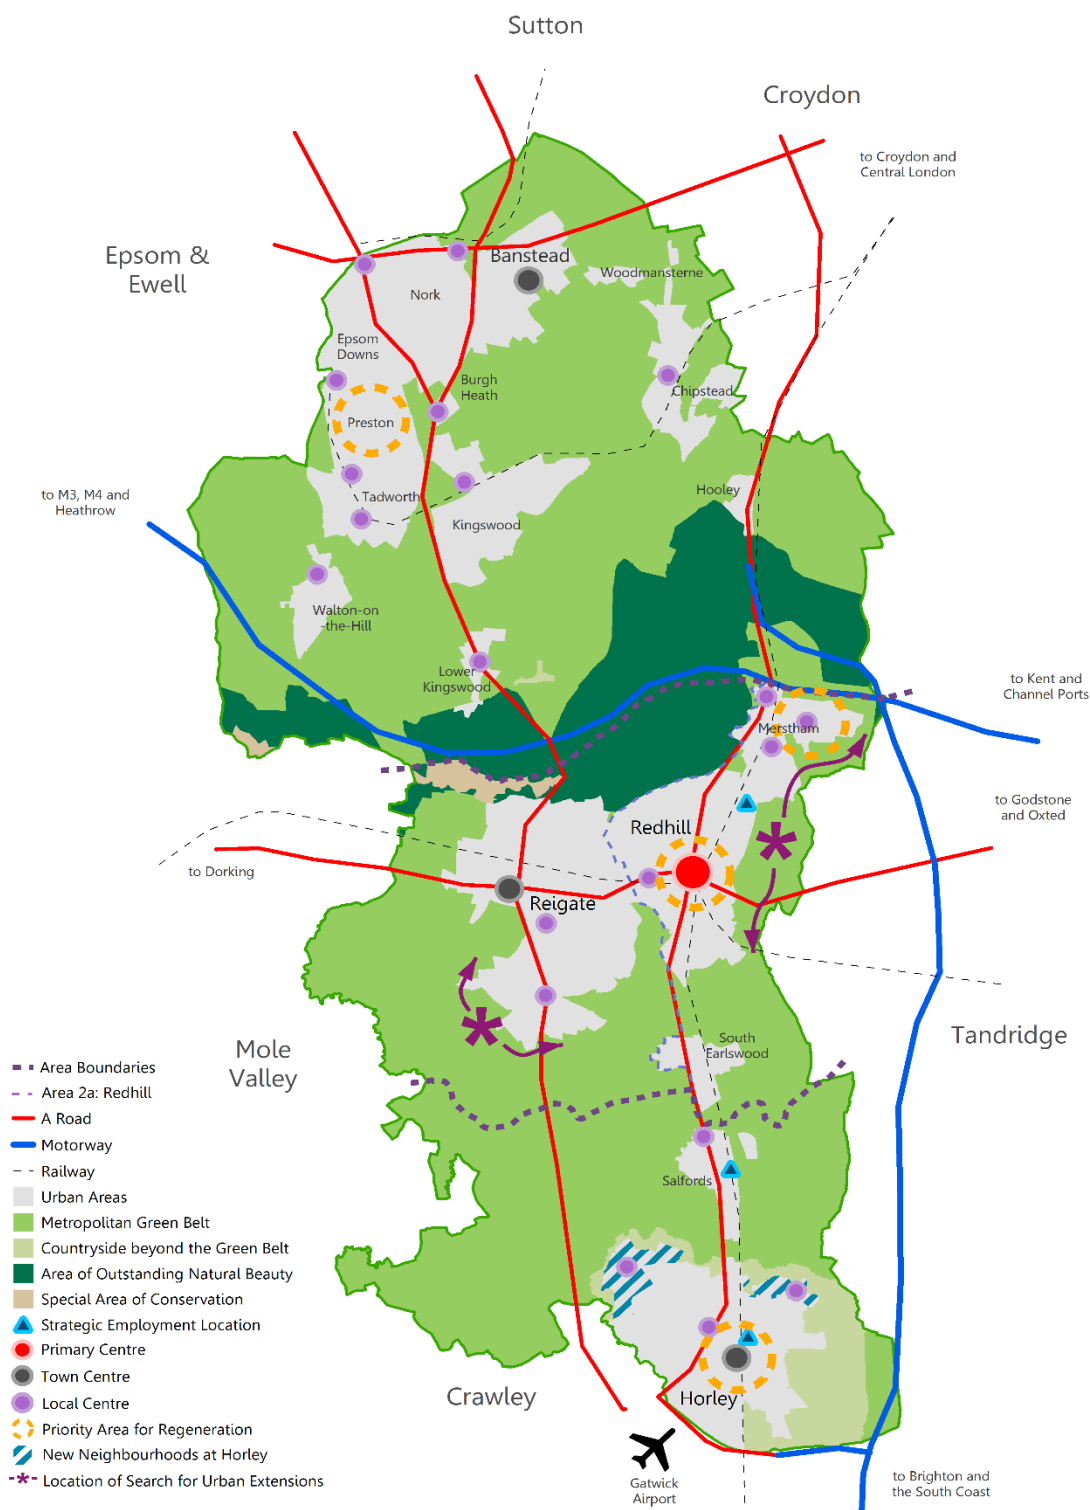 Sutton
Croydon
to Croydon and
Central London
Epsom &
Ewell
Banstead
Woodmansterne
Nork
Epsom
Downs
Burgh
Heath
Chipstead
Preston
to M3, M4 and
Heathrow
Tadworth
Hooley
Kingswood
Walton-on
-the-Hill
Lower
Kingswood
to Kent and
Channel Ports
Merstham
to Godstone
and Oxted
Redhill
to Dorking
Reigate
South
Earlswood
Tandridge
Mole
Valley
Salfords
Crawley
Horley
Gatwick
Airport
to Brighton and
the South Coast
Area Boundaries
Area 2a: Redhill
A Road
Motorway
Railway
Urban Areas
Metropolitan Green Belt
Countryside beyond the Green Belt
Area of Outstanding Natural Beauty
Special Area of Conservation
Strategic Employment Location
Primary Centre
Town Centre
Local Centre
Priority Area for Regeneration
New Neighbourhoods at Horley
Location of Search for Urban Extensions